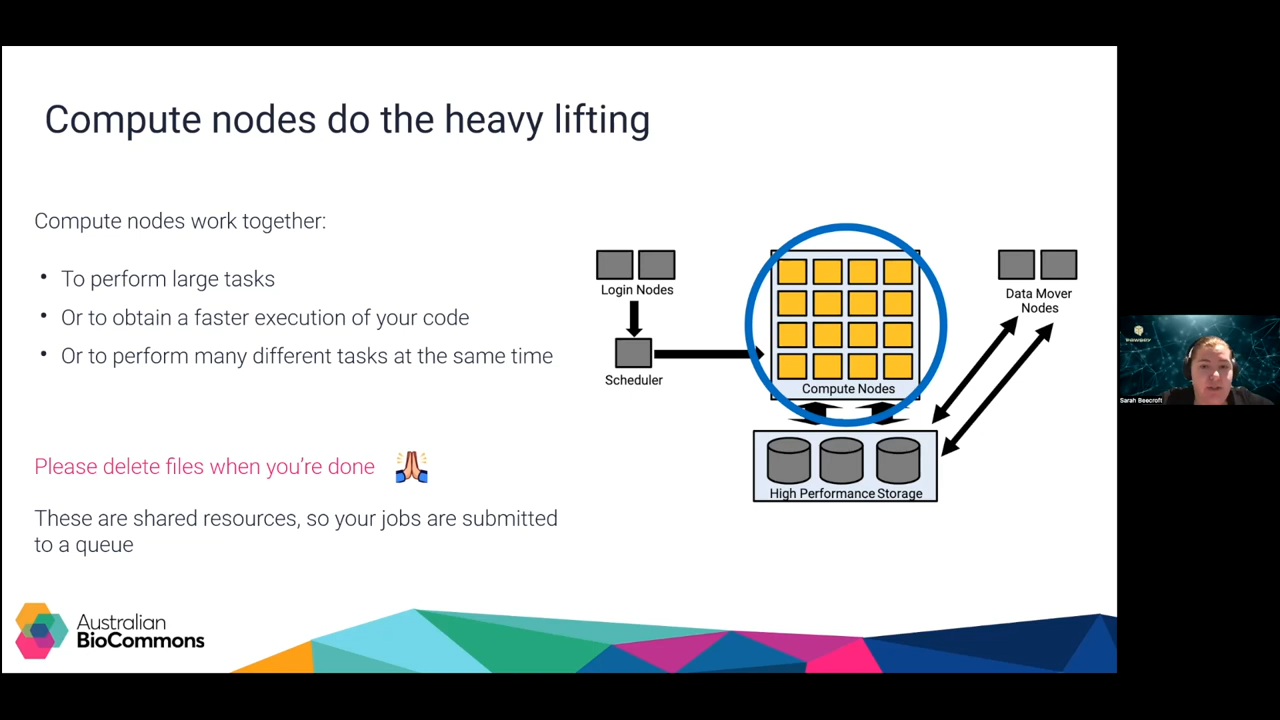 Compute nodes do the heavy lifting
Compute nodes work together:
• To perform large tasks
• Or to obtain a faster execution of your code
• Or to perform many different tasks at the same time
Please delete files when you're done
These are shared resources, so your jobs are submitted
to a queue
Login Nodes
Scheduler
Compute Nodes
High Performance Storage
Data Mover
Nodes
Australian
BioCommons
PAWSEY
Sarah Beecroft